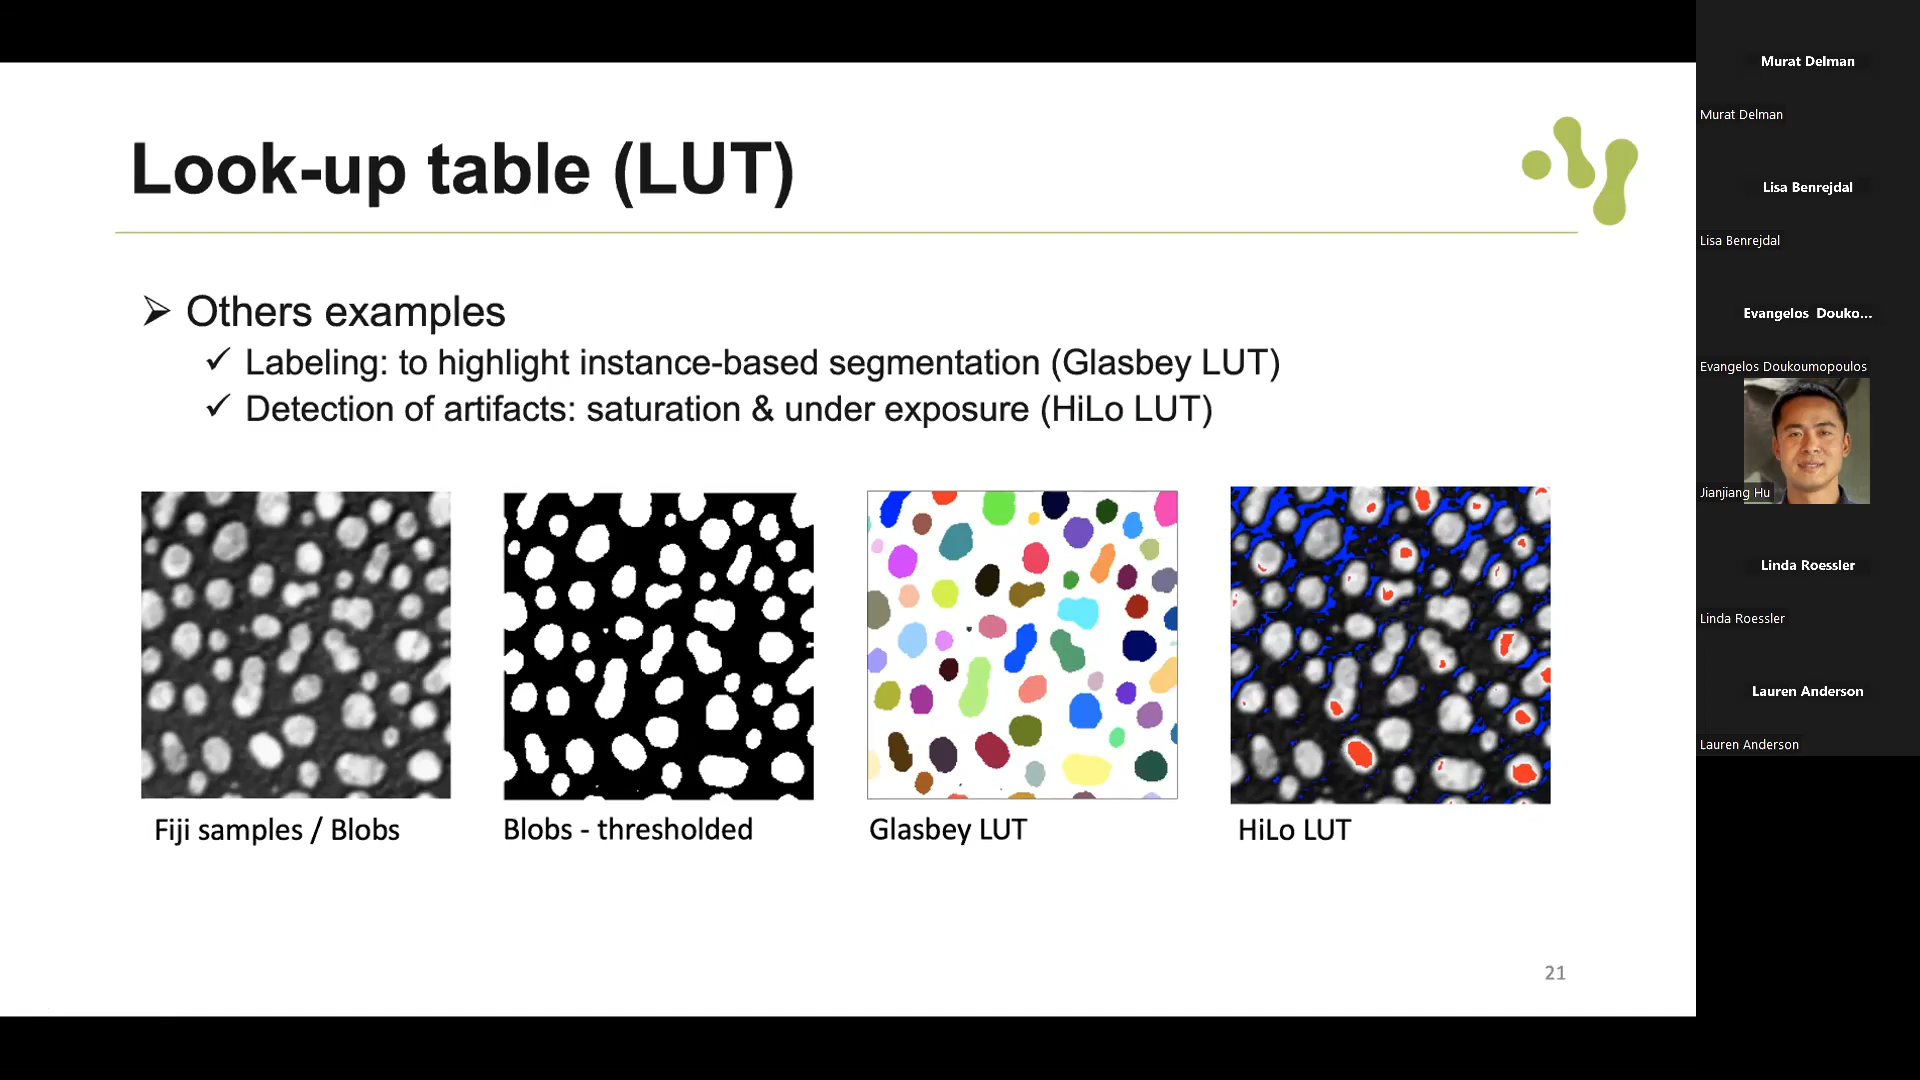 Look-up table (LUT)
Others examples
Labeling: to highlight instance-based segmentation (Glasbey LUT)
Detection of artifacts: saturation & under exposure (HiLo LUT)
Fiji samples / Blobs
Blobs - thresholded
Glasbey LUT
HiLo LUT
21
Murat Delman
Murat Delman
Lisa Benrejdal
Lisa Benrejdal
Evangelos Douko...
Evangelos Doukoumopoulos
Jianjiang Hu
Linda Roessler
Linda Roessler
Lauren Anderson
Lauren Anderson